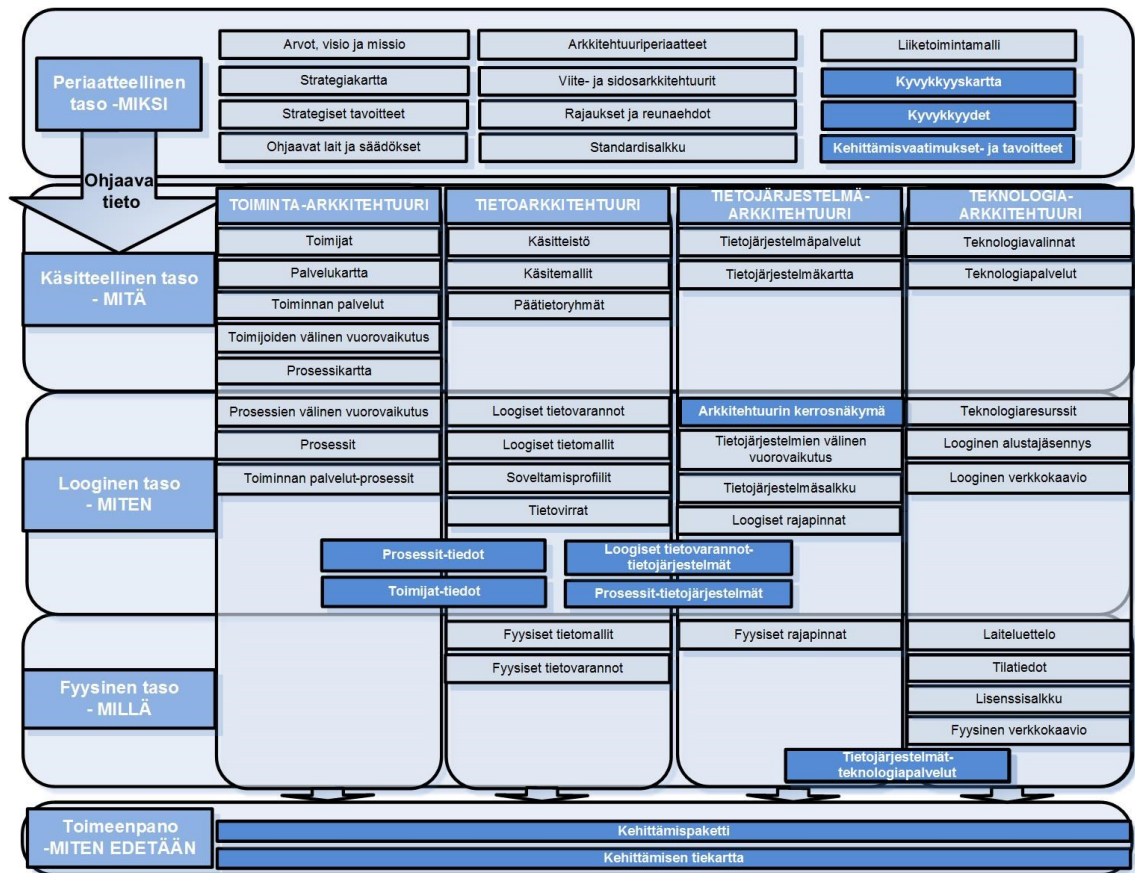 Arvot, visio ja missio
Arkkitehtuuriperiaatteet
Liiketoimintamalli
Periaatteellinen
taso -MIKSI
Strategiakartta
Viite- ja sidosarkkitehtuurit
Kyvykkyyskartta
Strategiset tavoitteet
Rajaukset ja reunaehdot
Kyvykkyydet
Ohjaavat lait ja säädökset
Standardisalkku
Kehittämisvaatimukset- ja tavoitteet
Ohjaava
tieto
TOIMINTA-ARKKITEHTUURI
TIETOARKKITEHTUURI
TIETOJÄRJESTELMÄ-
ARKKITEHTUURI
TEKNOLOGIA-
ARKKITEHTUURI
Käsitteellinen taso
- MITÄ
Toimijat
Palvelukartta
Toiminnan palvelut
Toimijoiden välinen vuorovaikutus
Prosessikartta
Käsitteistö
Käsitemallit
Päätietoryhmät
Tietojärjestelmäpalvelut
Tietojärjestelmäkartta
Teknologiavalinnat
Teknologiapalvelut
Looginen taso
- MITEN
Prosessien välinen vuorovaikutus
Prosessit
Toiminnan palvelut-prosessit
Loogiset tietovarannot
Loogiset tietomallit
Soveltamisprofiilit
Tietovirrat
Arkkitehtuurin kerrosnäkymä
Tietojärjestelmien välinen
vuorovaikutus
Tietojärjestelmäsalkku
Loogiset rajapinnat
Teknologiaresurssit
Looginen alustajäsennys
Looginen verkkokaavio
Prosessit-tiedot
Loogiset tietovarannot-
tietojärjestelmät
Toimijat-tiedot
Prosessit-tietojärjestelmät
Fyysinen taso
- MILLÄ
Fyysiset tietomallit
Fyysiset tietovarannot
Fyysiset rajapinnat
Laiteluettelo
Tilatiedot
Lisenssisalkku
Fyysinen verkkokaavio
Tietojärjestelmät-
teknologiapalvelut
Toimeenpano
-MITEN EDETÄÄN
Kehittämispaketti
Kehittämisen tiekartta